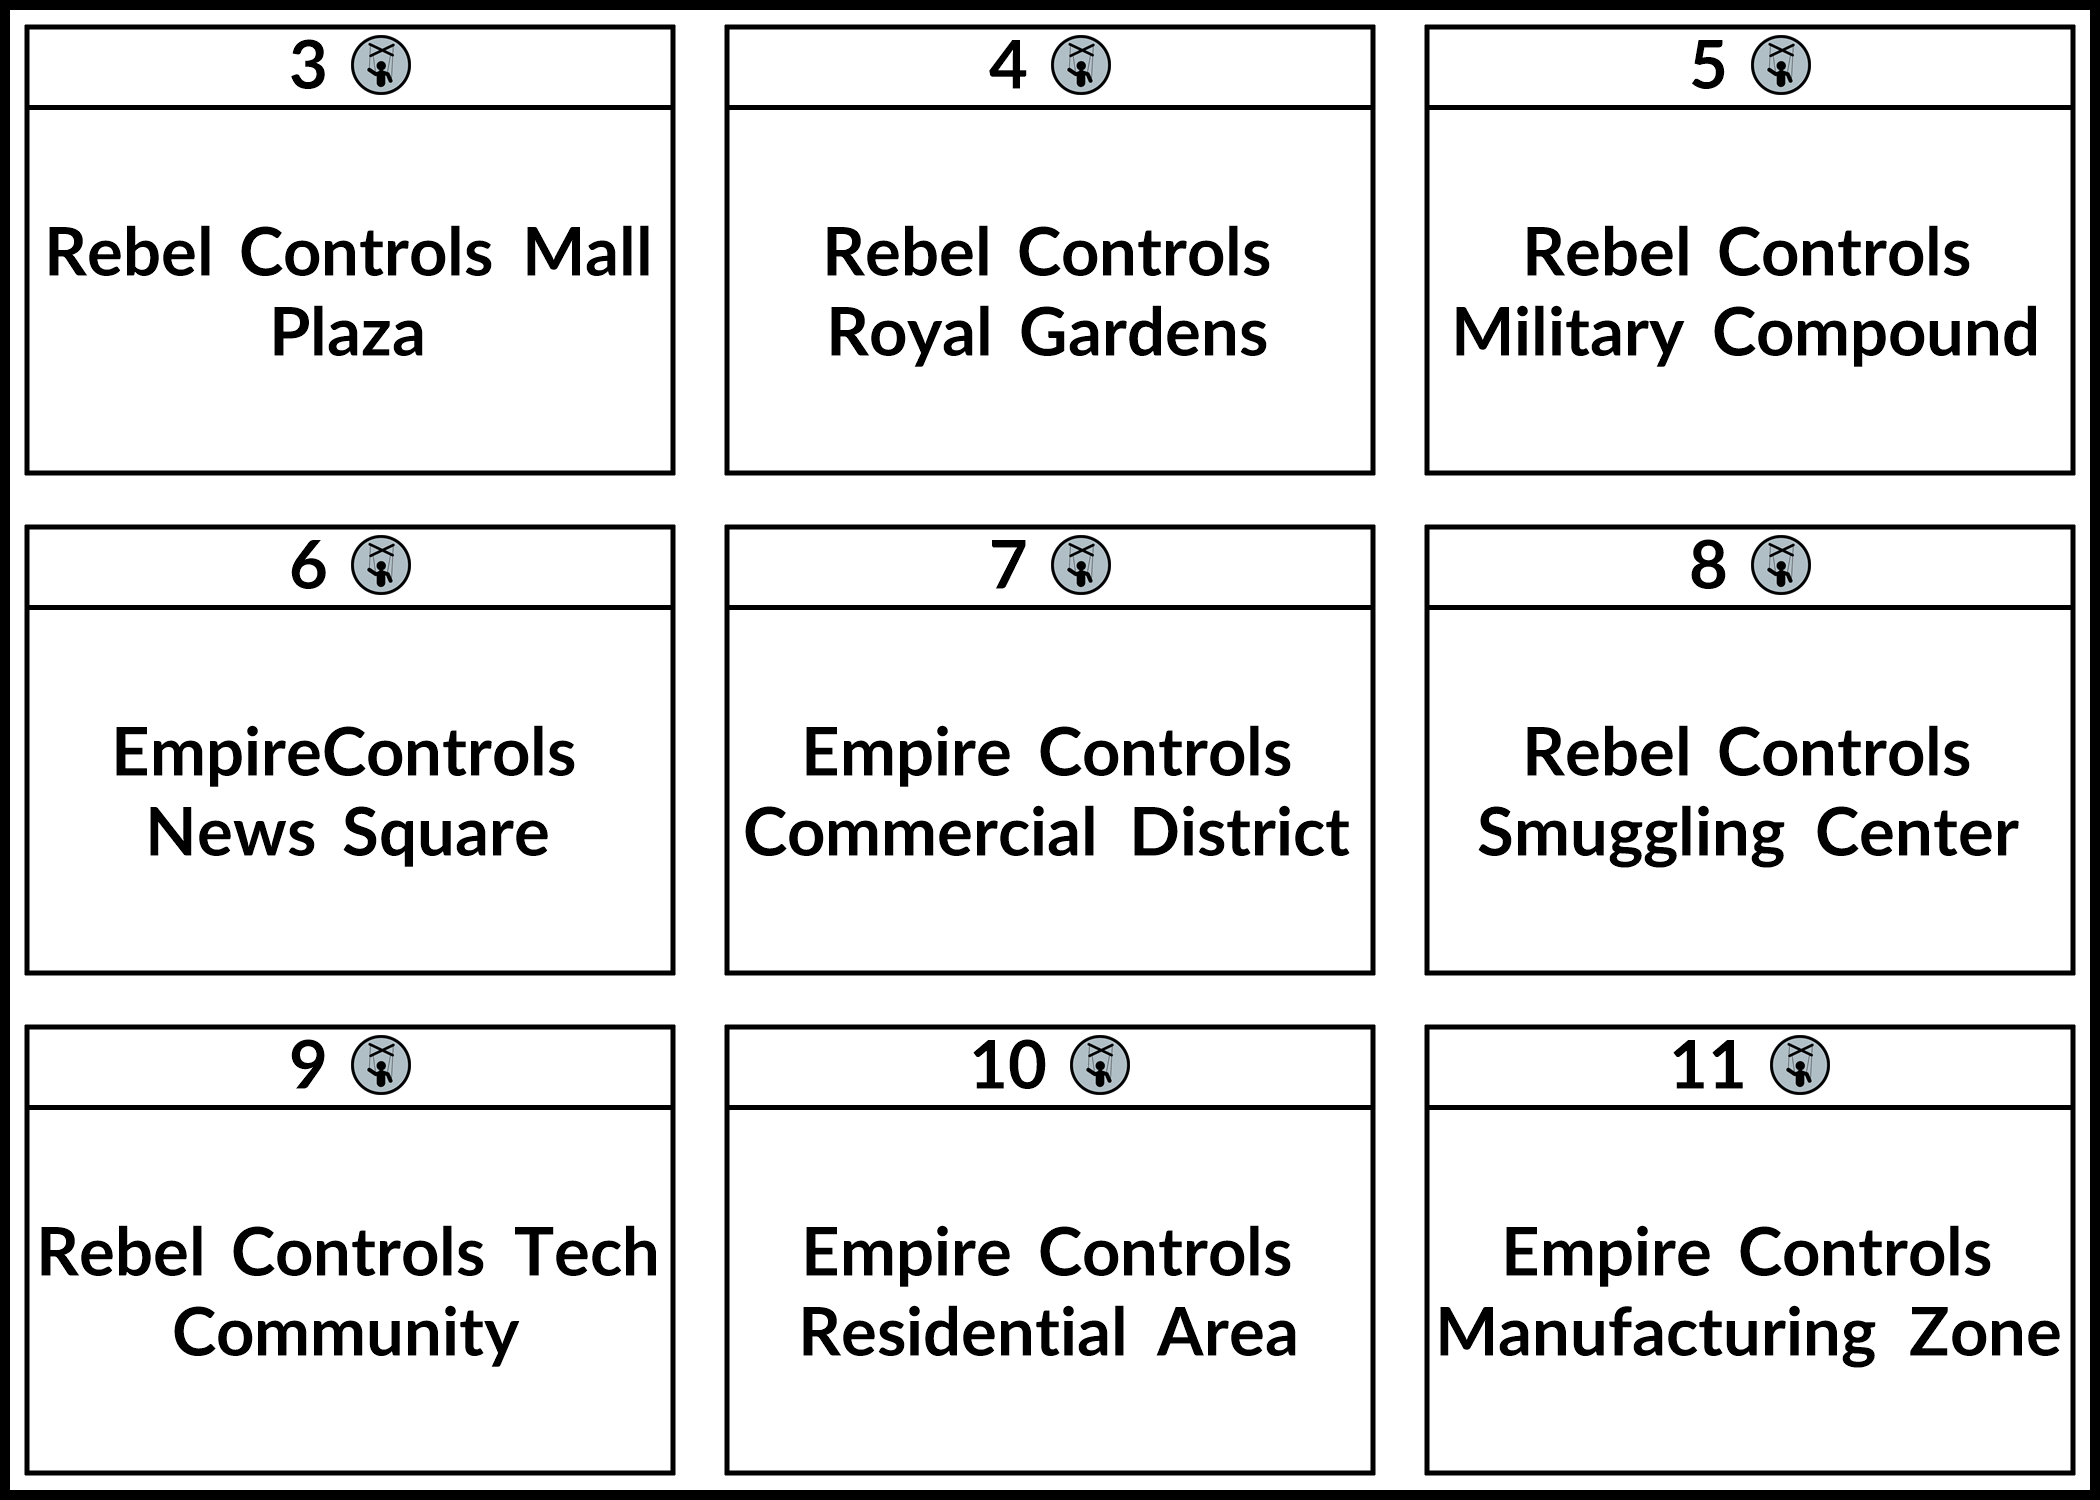 3
Rebel Controls Mall
Plaza
4
Rebel Controls
Royal Gardens
5
Rebel Controls
Military Compound
6
EmpireControls
News Square
7
Empire Controls
Commercial District
8
Rebel Controls
Smuggling Center
9
Rebel Controls Tech
Community
10
Empire Controls
Residential Area
11
Empire Controls
Manufacturing Zone